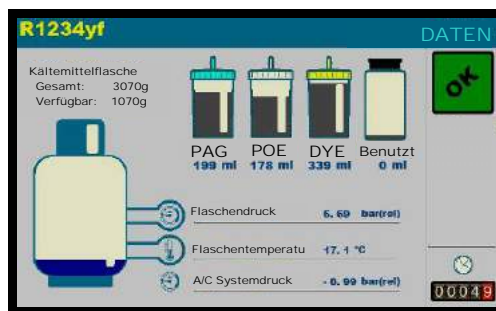 R1234yf
DATEN
Kältemittelflasche
Gesamt: 3070g
Verfügbar: 1070g
OK
PAG POE DYE Benutzt
199 ml 178 ml 339 ml 0 ml
Flaschendruck 6.69 bar(rel)
Flaschentemperatu 17.1 °C
A/C Systemdruck -0.99 bar(rel)
00049